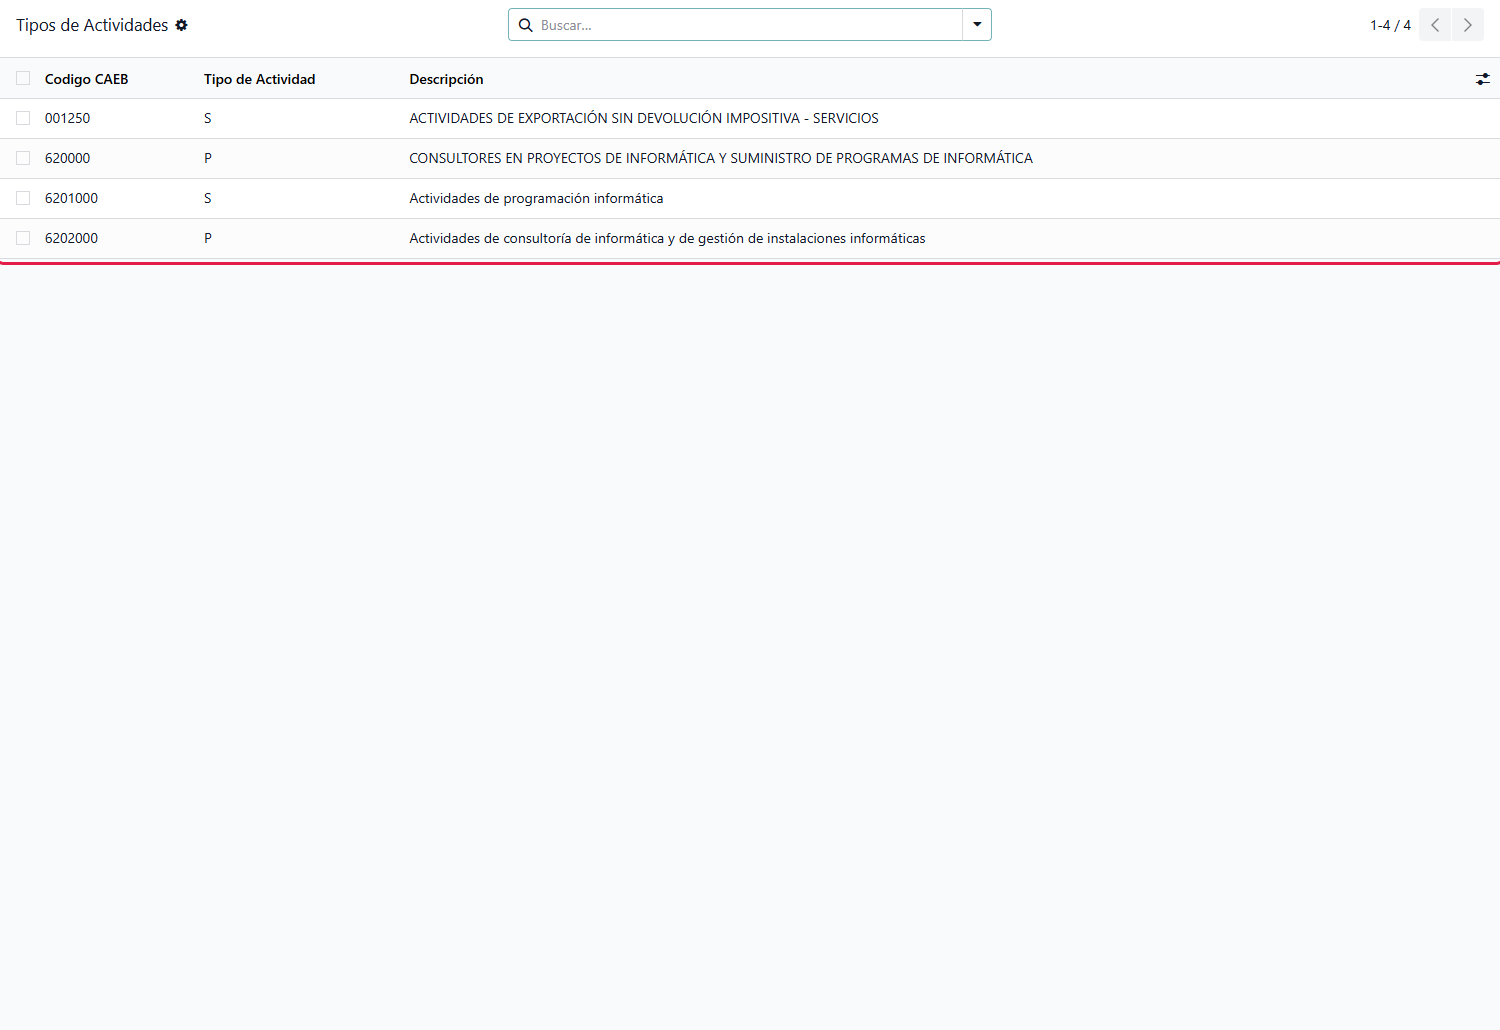 Tipos de Actividades
Buscar...
1-4 / 4
Codigo CAEB Tipo de Actividad Descripción
001250 S ACTIVIDADES DE EXPORTACIÓN SIN DEVOLUCIÓN IMPOSITIVA - SERVICIOS
620000 P CONSULTORES EN PROYECTOS DE INFORMÁTICA Y SUMINISTRO DE PROGRAMAS DE INFORMÁTICA
6201000 S Actividades de programación informática
6202000 P Actividades de consultoría de informática y de gestión de instalaciones informáticas